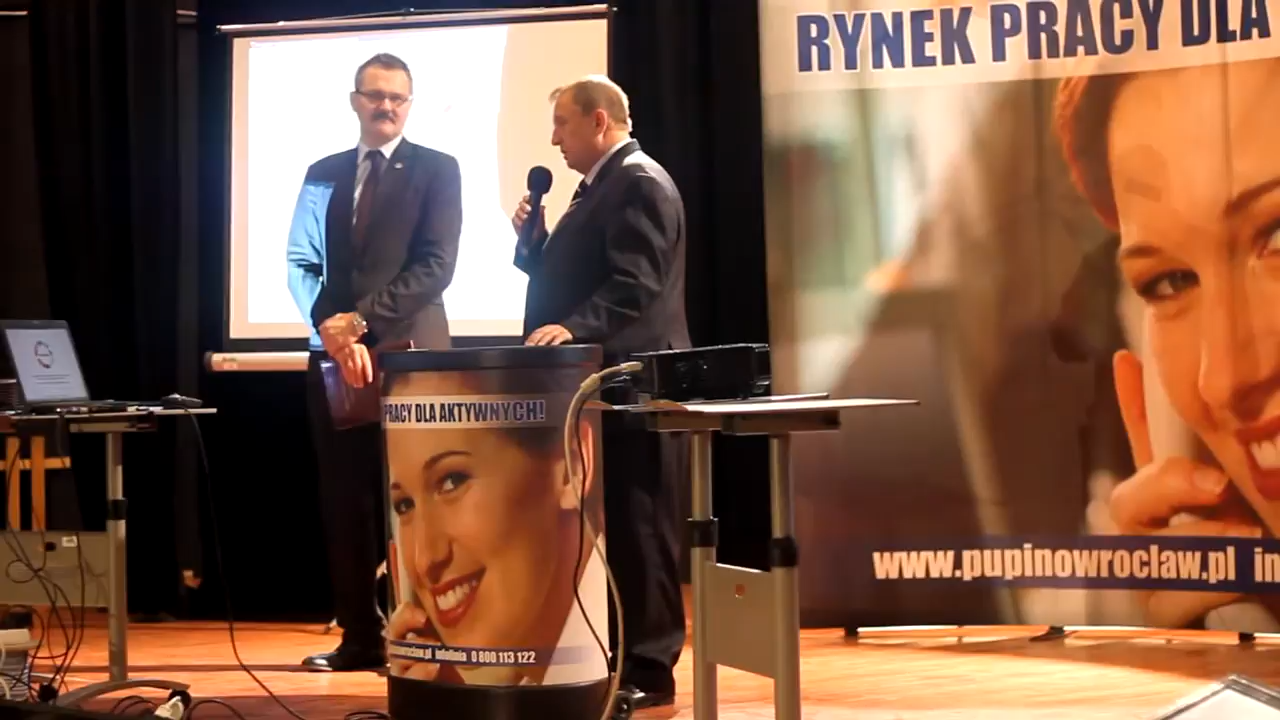 RYNEK PRACY DLA
PRACY DLA AKTYWNYCH!
www.pupinowroclaw.pl
infolinia 0 800 113 122